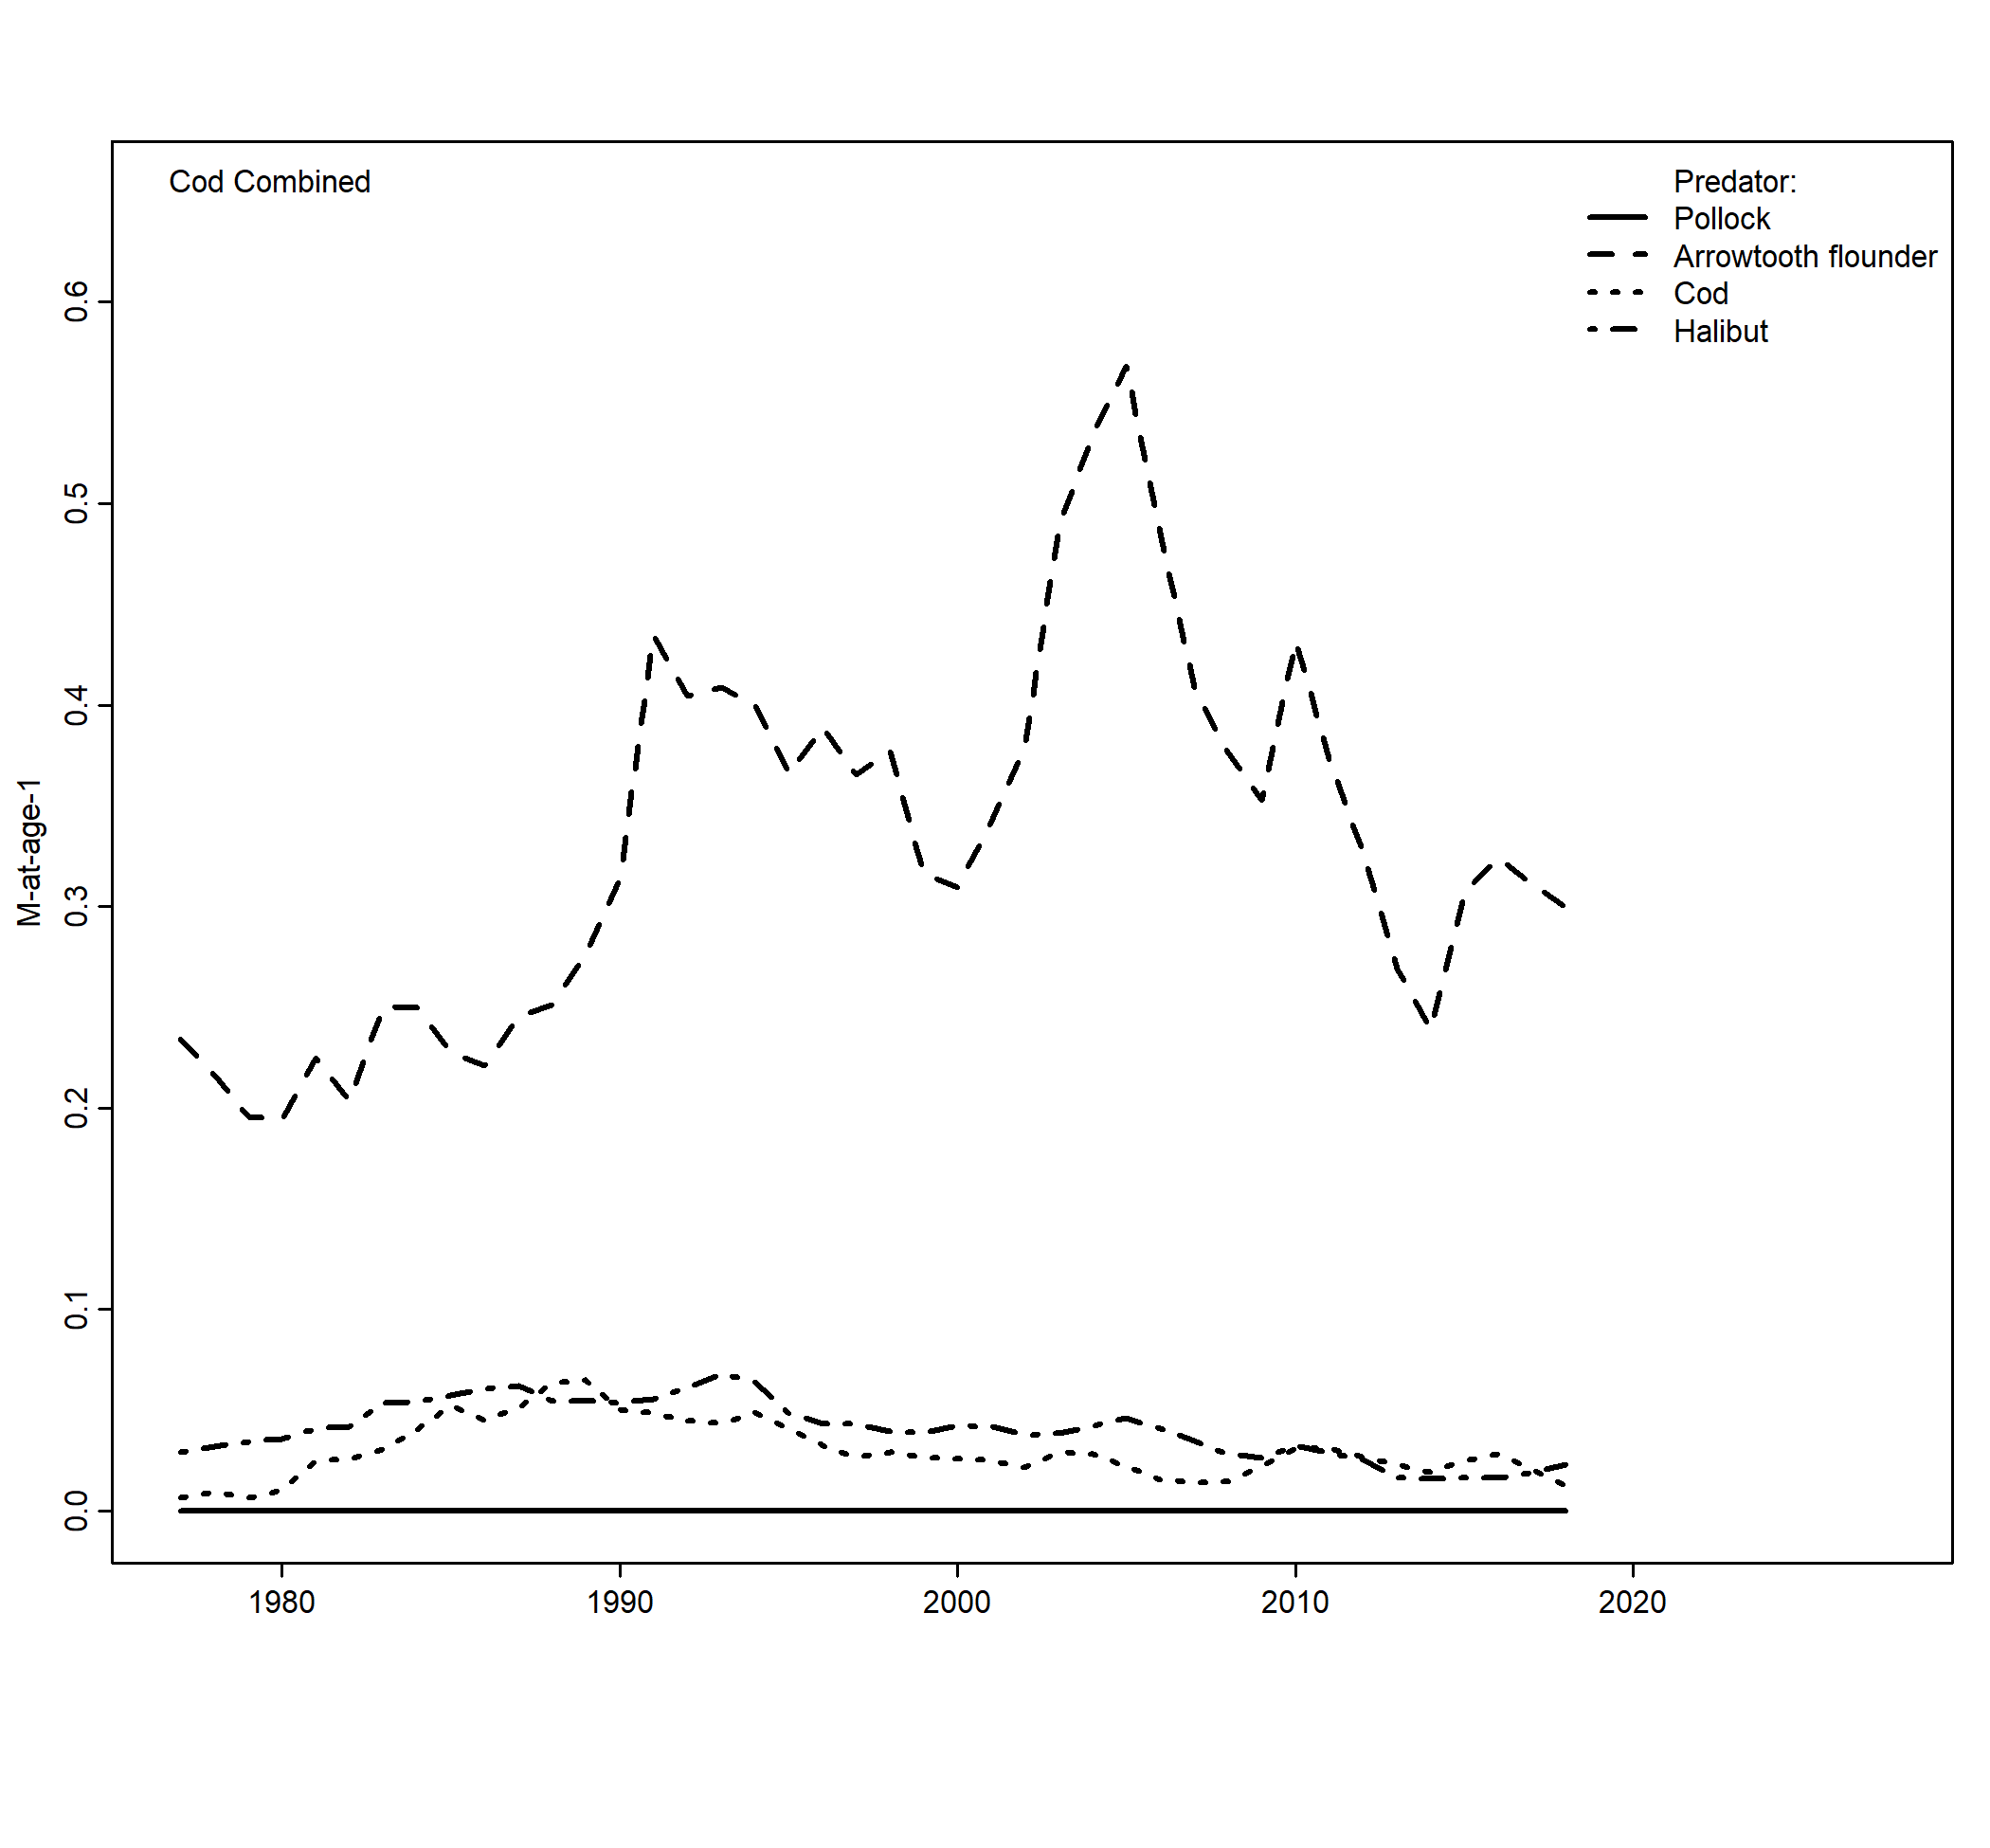 Cod Combined
Predator:
Pollock
Arrowtooth flounder
Cod
Halibut
M-at-age-1
0.6
0.5
0.4
0.3
0.2
0.1
0.0
1980 1990 2000 2010 2020